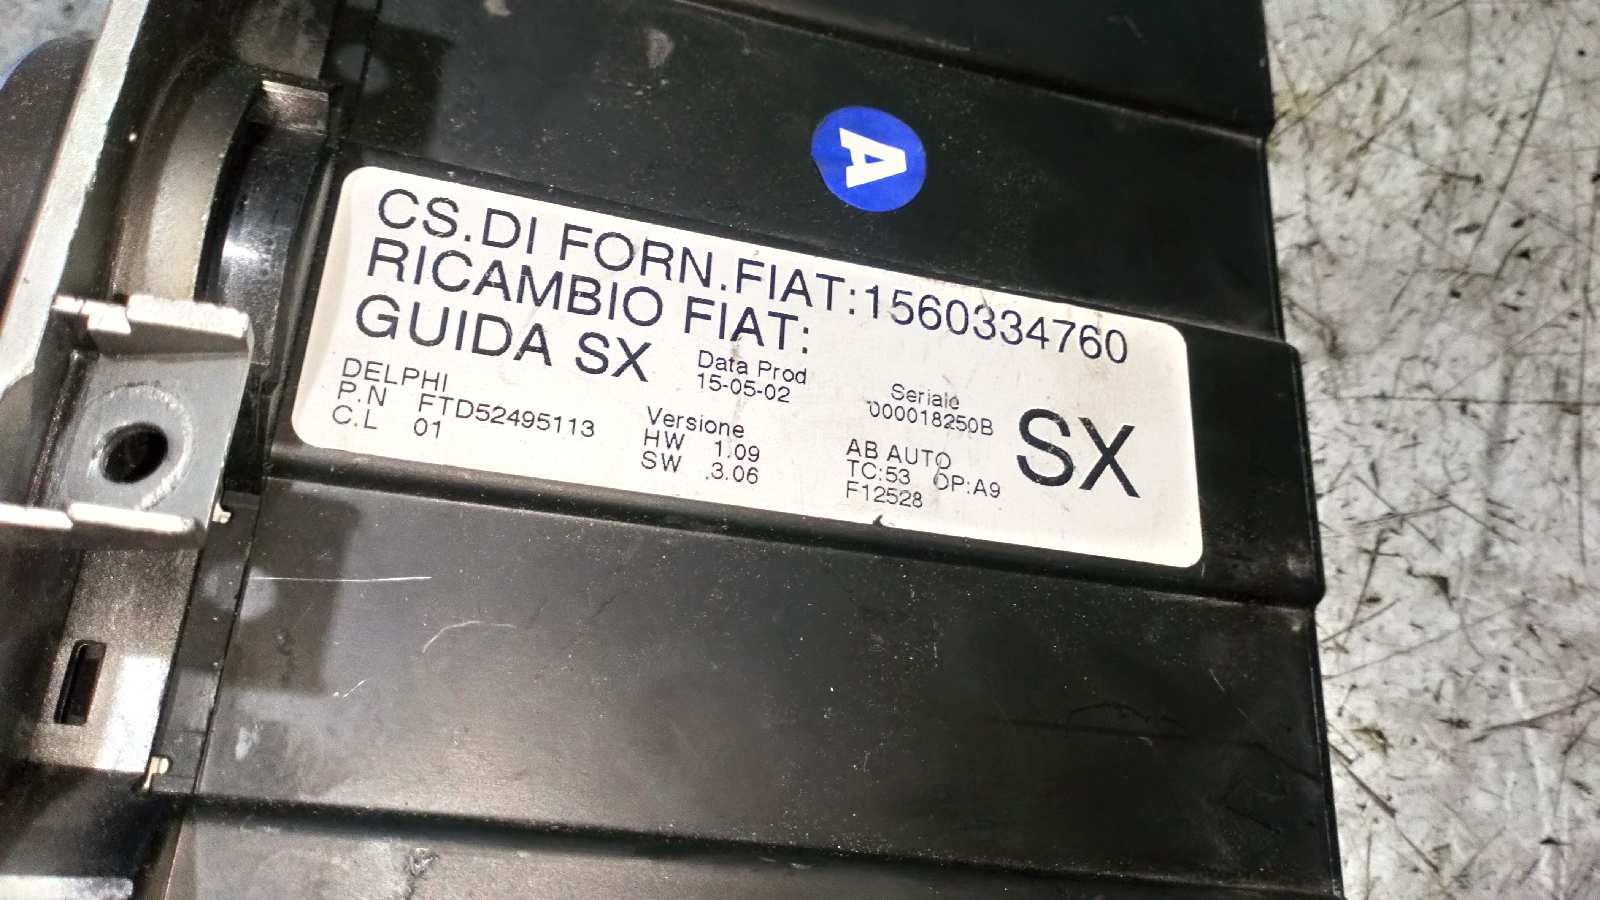 A
CS.DI FORN.FIAT:1560334760
RICAMBIO FIAT:
GUIDA SX
Data Prod
15-05-02
Seriale
000018250B
SX
DELPHI
P.N FTD52495113
C.L 01
Versione
HW 1.09
SW .3.06
AB AUTO
TC:53 OP:A9
F12528